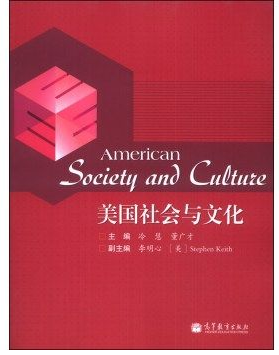 American
Society and Culture
美国社会与文化
主 编 冷 慧 董广才
副主编 李明心 [美] Stephen Keith
高等教育出版社